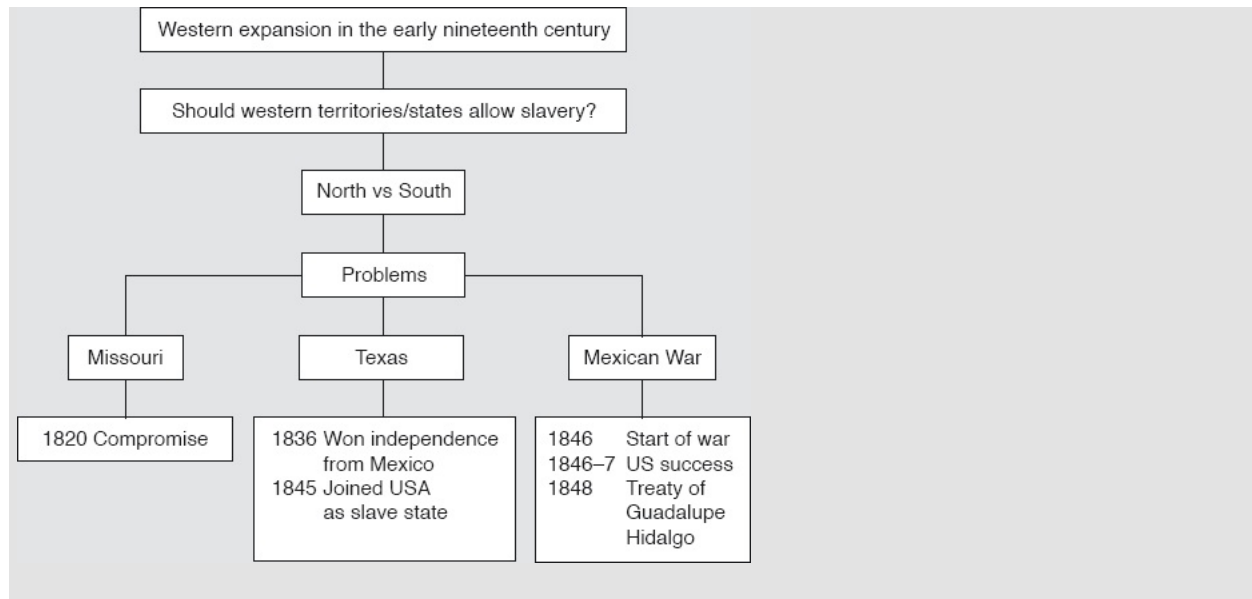 Western expansion in the early nineteenth century
Should western territories/states allow slavery?
North vs South
Problems
Missouri
Texas
Mexican War
1820 Compromise
1836 Won independence
from Mexico
1845 Joined USA
as slave state
1846 Start of war
1846–7 US success
1848 Treaty of
Guadalupe
Hidalgo